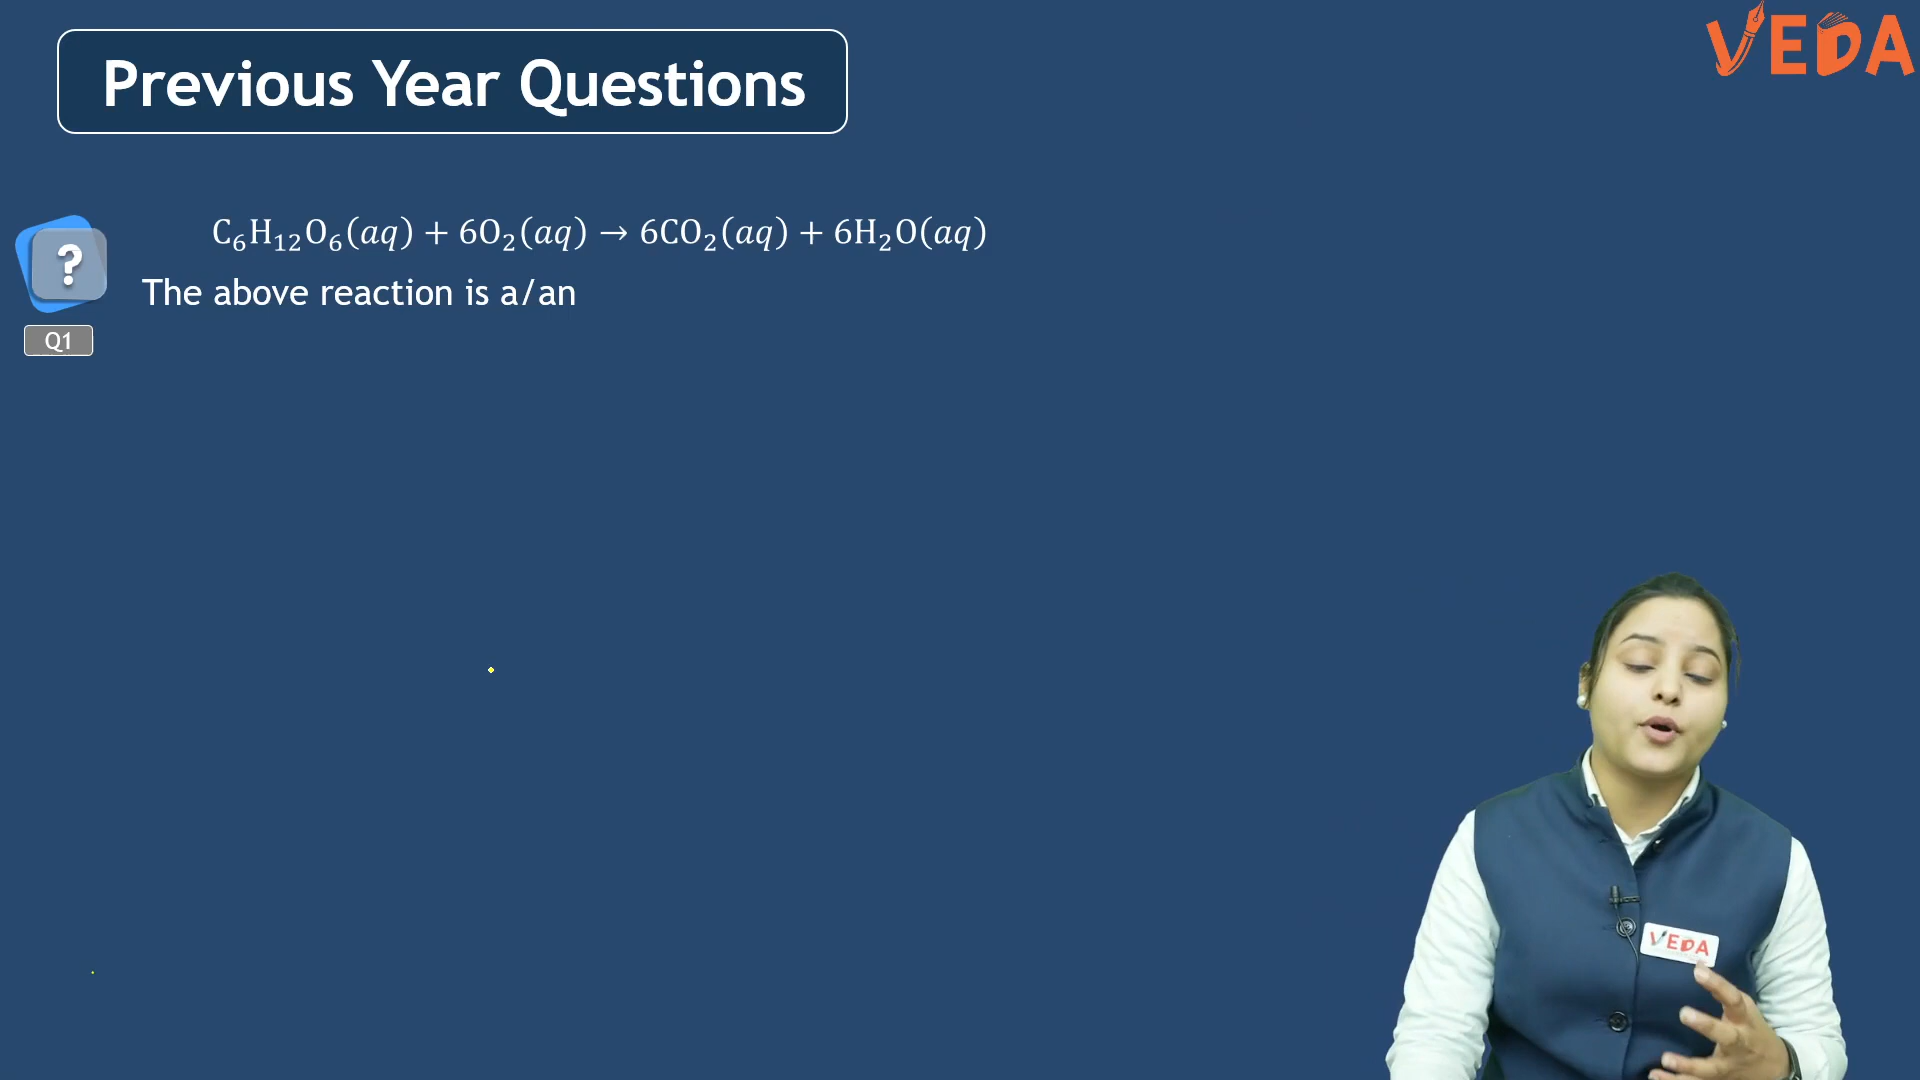 VEDA
Previous Year Questions
C₆H₁₂O₆(aq) + 6O₂(aq) → 6CO₂(aq) + 6H₂O(aq)
?
The above reaction is a/an
Q1
VEDA